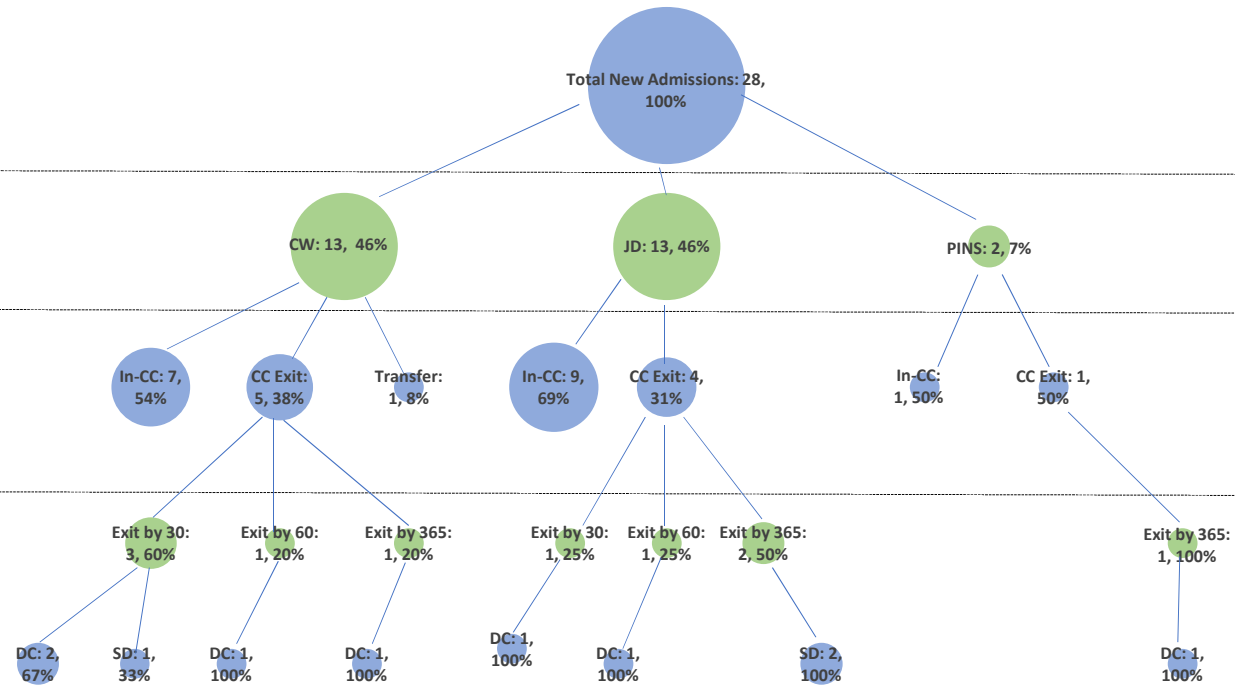 Total New Admissions: 28,
100%
CW: 13, 46%
JD: 13, 46%
PINS: 2, 7%
In-CC: 7,
54%
CC Exit:
5, 38%
Transfer:
1, 8%
In-CC: 9,
69%
CC Exit: 4,
31%
In-CC:
1, 50%
CC Exit: 1,
50%
Exit by 30:
3, 60%
Exit by 60:
1, 20%
Exit by 365:
1, 20%
Exit by 30:
1, 25%
Exit by 60:
1, 25%
Exit by 365:
2, 50%
Exit by 365:
1, 100%
DC: 2,
67%
SD: 1,
33%
DC: 1,
100%
DC: 1,
100%
DC: 1,
100%
DC: 1,
100%
SD: 2,
100%
DC: 1,
100%